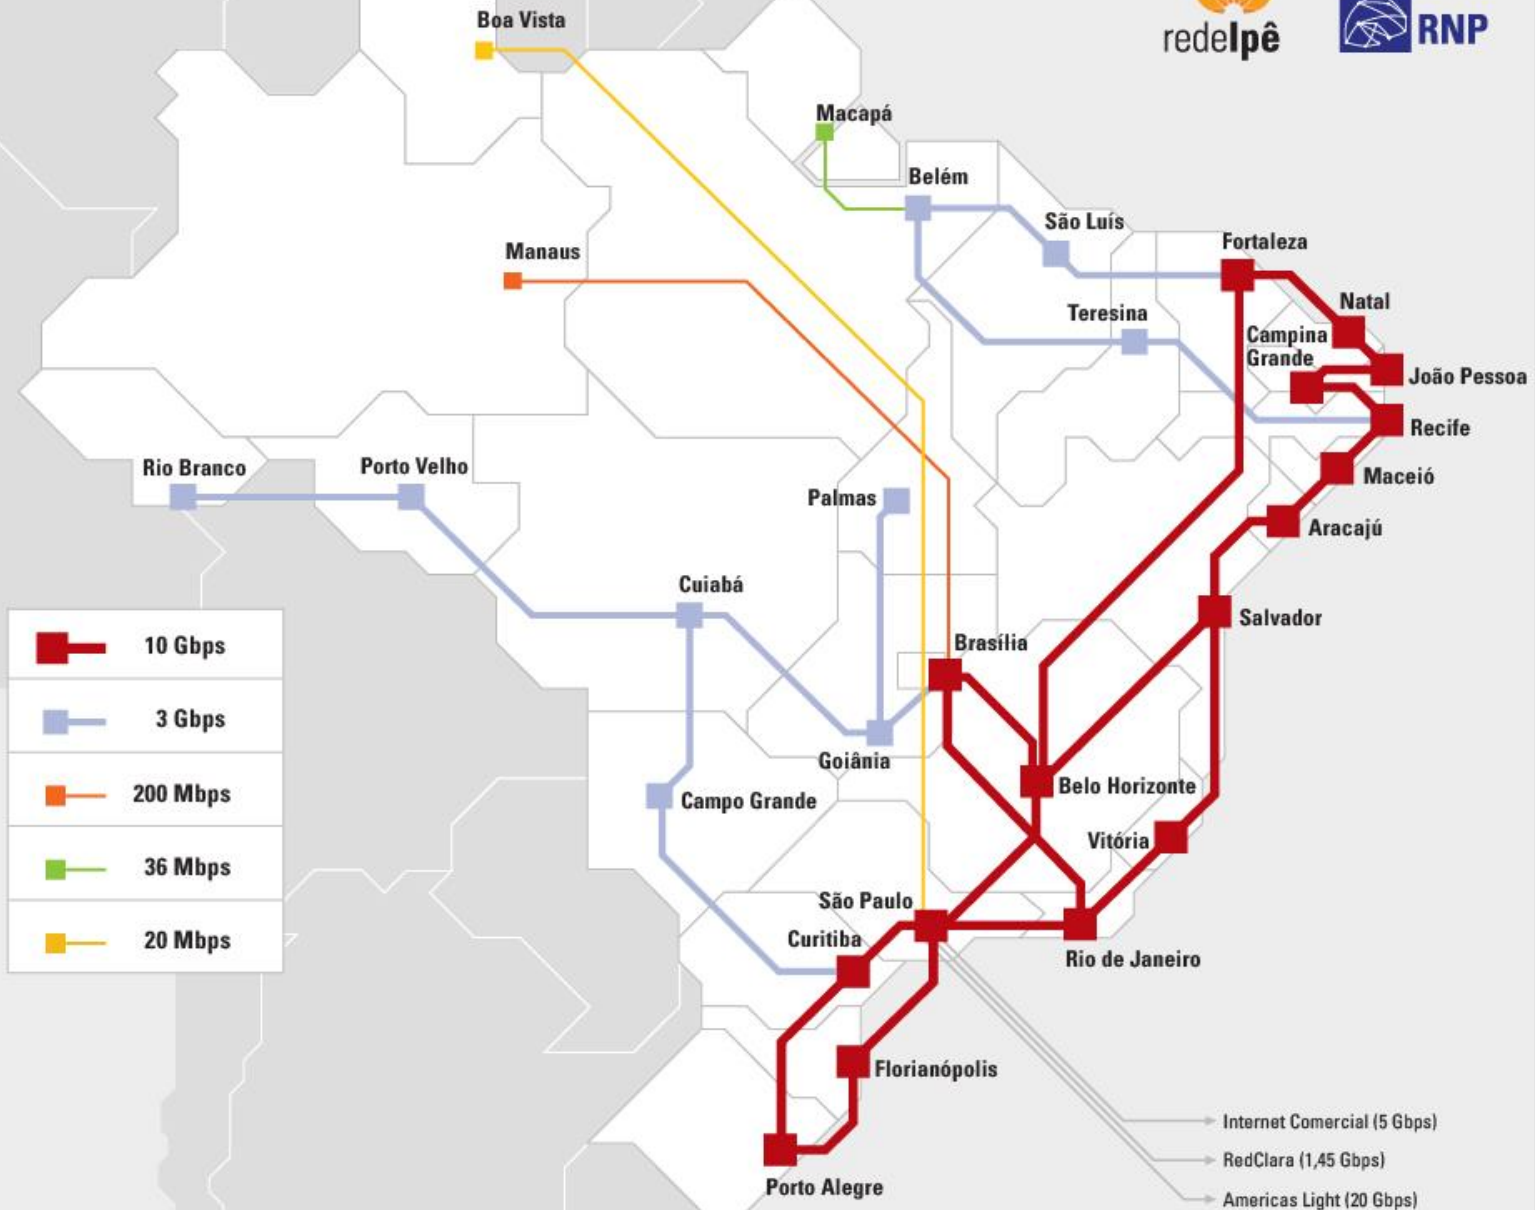 Boa Vista
redeIpê
RNP
Macapá
Belém
São Luís
Fortaleza
Manaus
Natal
Teresina
Campina
Grande
João Pessoa
Recife
Rio Branco
Porto Velho
Maceió
Palmas
Aracajú
Cuiabá
Salvador
10 Gbps
Brasília
3 Gbps
Goiânia
Belo Horizonte
200 Mbps
Campo Grande
Vitória
36 Mbps
São Paulo
20 Mbps
Curitiba
Rio de Janeiro
Florianópolis
Internet Comercial (5 Gbps)
RedClara (1,45 Gbps)
Porto Alegre
Americas Light (20 Gbps)